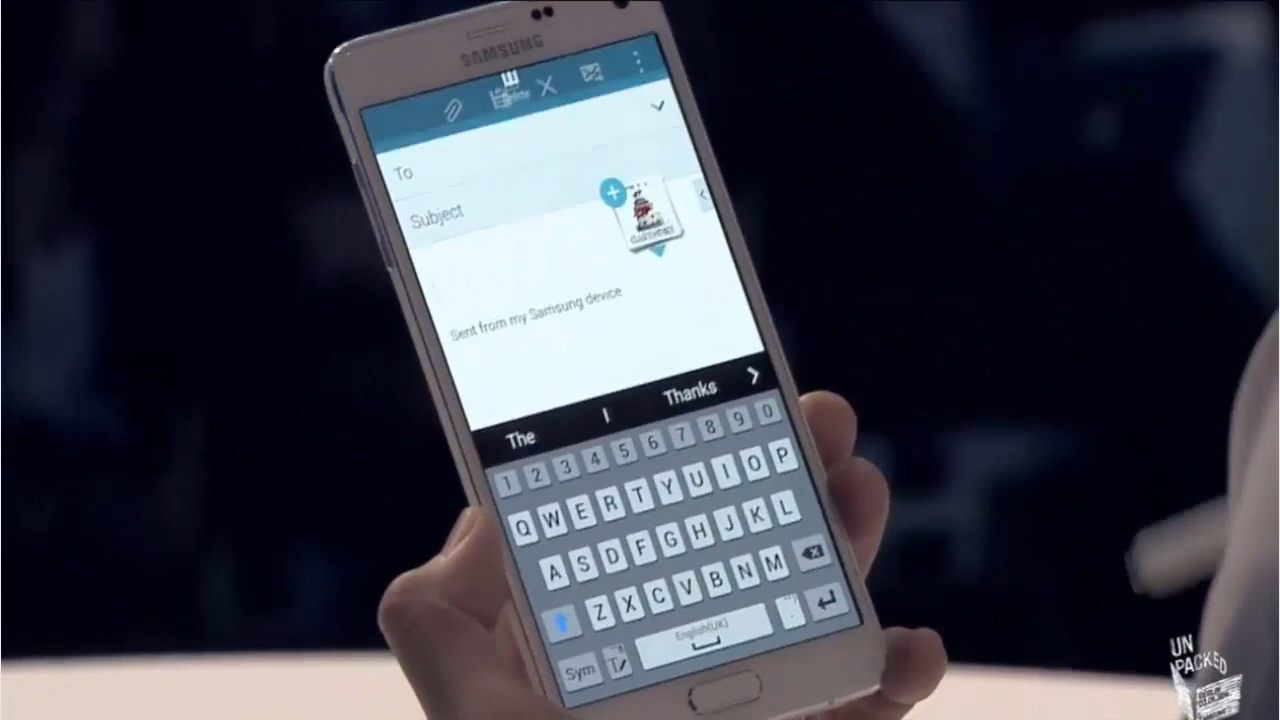 SAMSUNG
To
Subject
Sent from my Samsung device
The I Thanks
1 2 3 4 5 6 7 8 9 0
Q W E R T Y U I O P
A S D F G H J K L
Z X C V B N M
English(UK)
Sym T
UN
PACKED